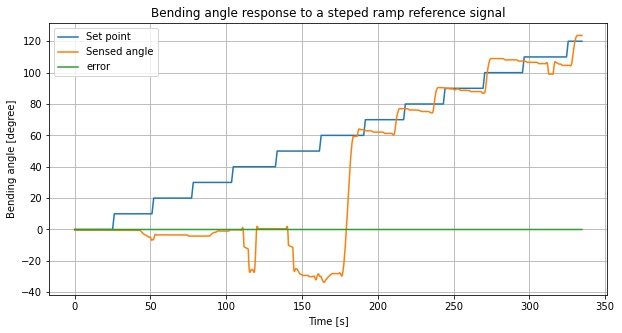 Bending angle response to a steped ramp reference signal
Set point
Sensed angle
error
Bending angle [degree]
120
100
80
60
40
20
0
−20
−40
0 50 100 150 200 250 300 350
Time [s]